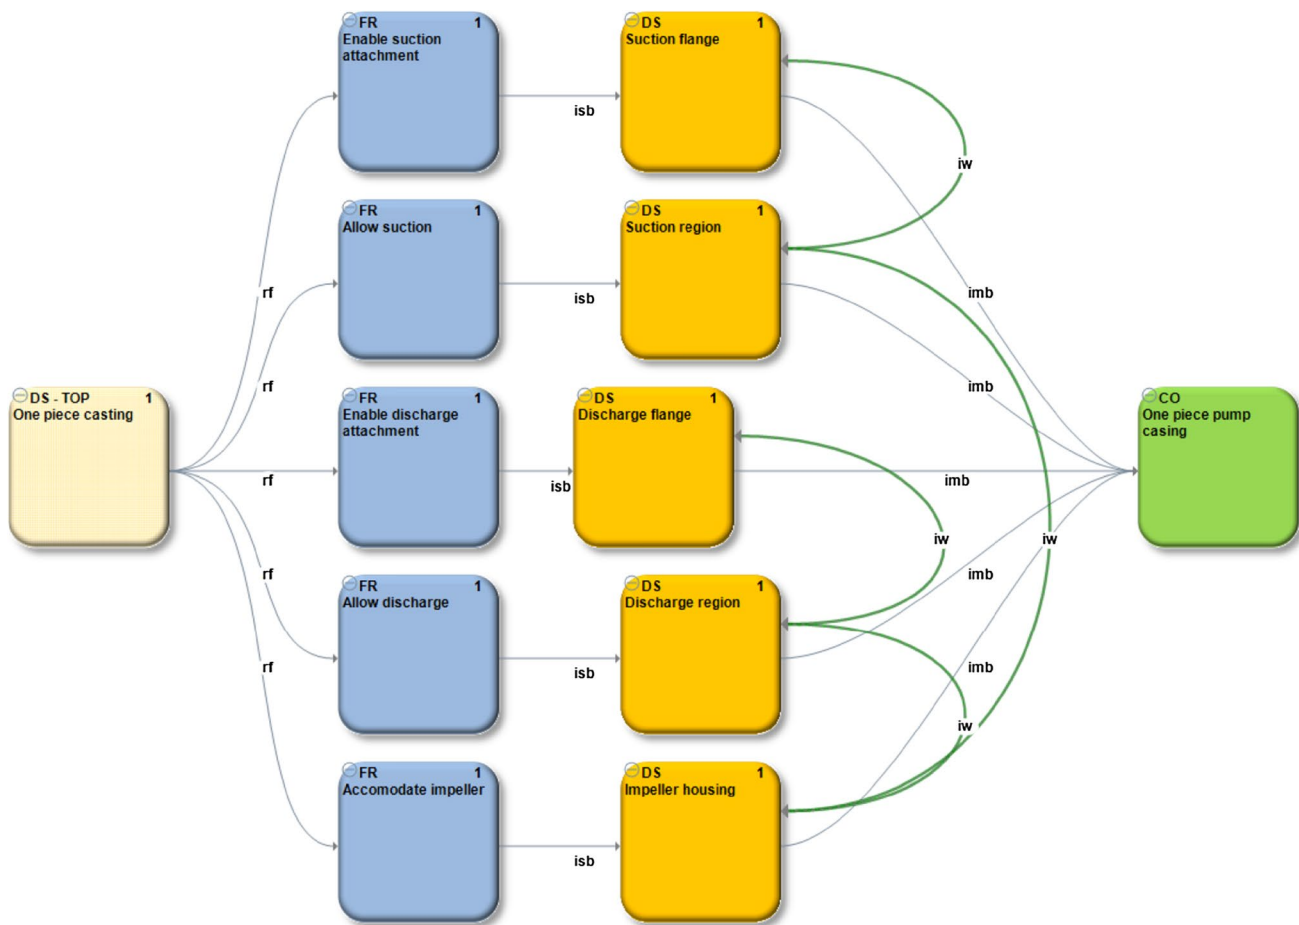 FR 1
Enable suction
attachment
DS 1
Suction flange
isb
iw
FR 1
Allow suction
DS 1
Suction region
rf
isb
imb
rf
imb
DS - TOP 1
One piece casting
FR 1
Enable discharge
attachment
DS 1
Discharge flange
CO
One piece pump
casing
rf
isb
imb
iw
iw
rf
imb
FR 1
Allow discharge
DS 1
Discharge region
rf
isb
imb
iw
FR 1
Accomodate impeller
DS 1
Impeller housing
isb